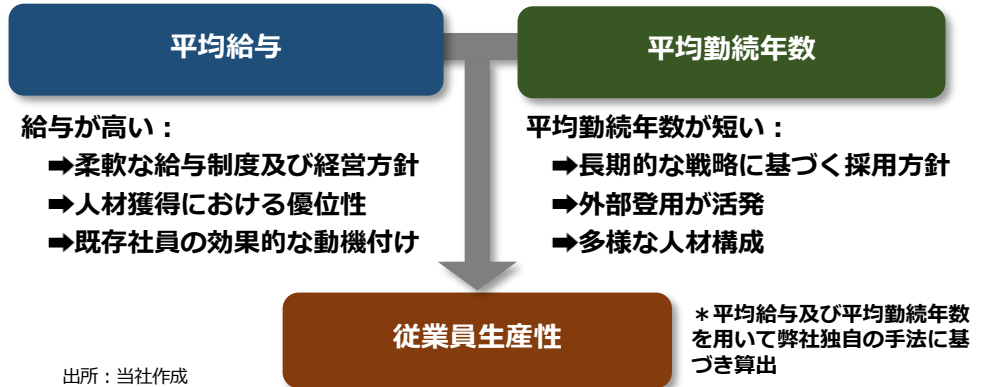 平均給与
平均勤続年数
給与が高い：
➡柔軟な給与制度及び経営方針
➡人材獲得における優位性
➡既存社員の効果的な動機付け
平均勤続年数が短い：
➡長期的な戦略に基づく採用方針
➡外部登用が活発
➡多様な人材構成
従業員生産性
＊平均給与及び平均勤続年数
を用いて弊社独自の手法に基
づき算出
出所：当社作成